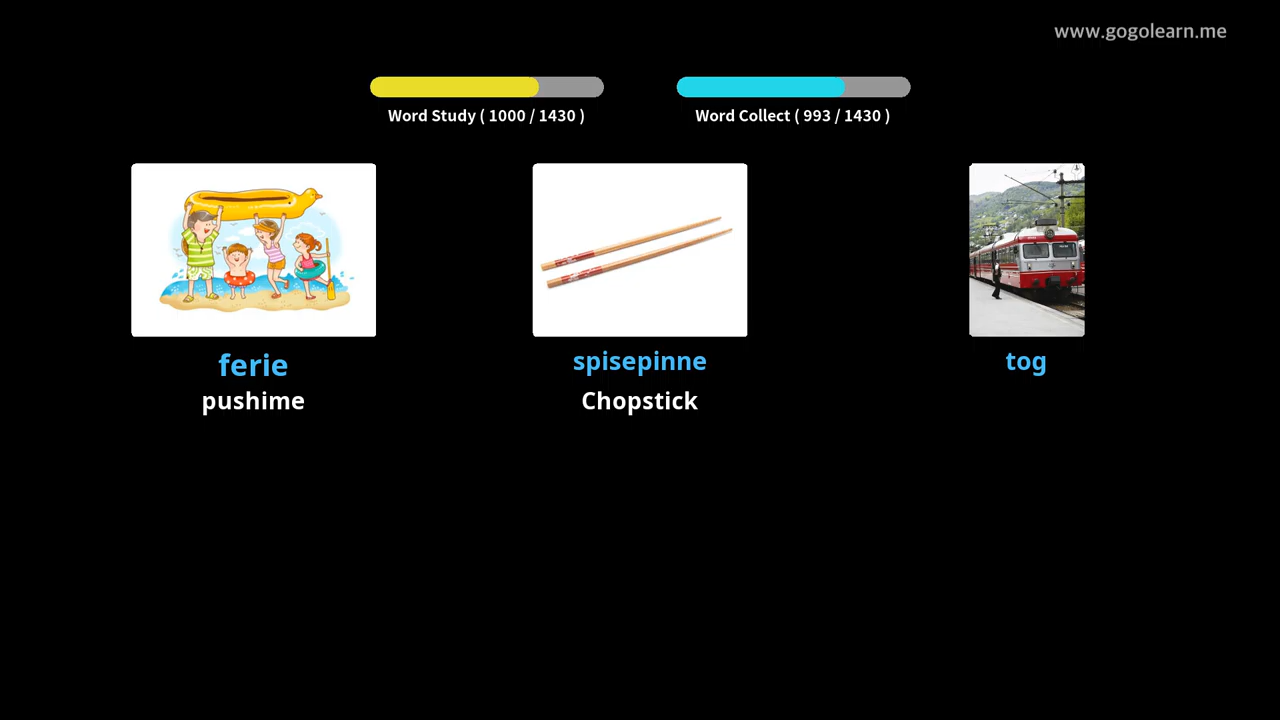 www.gogolearn.me
Word Study ( 1000 / 1430 )
Word Collect ( 993 / 1430 )
ferie
pushime
spisepinne
Chopstick
tog